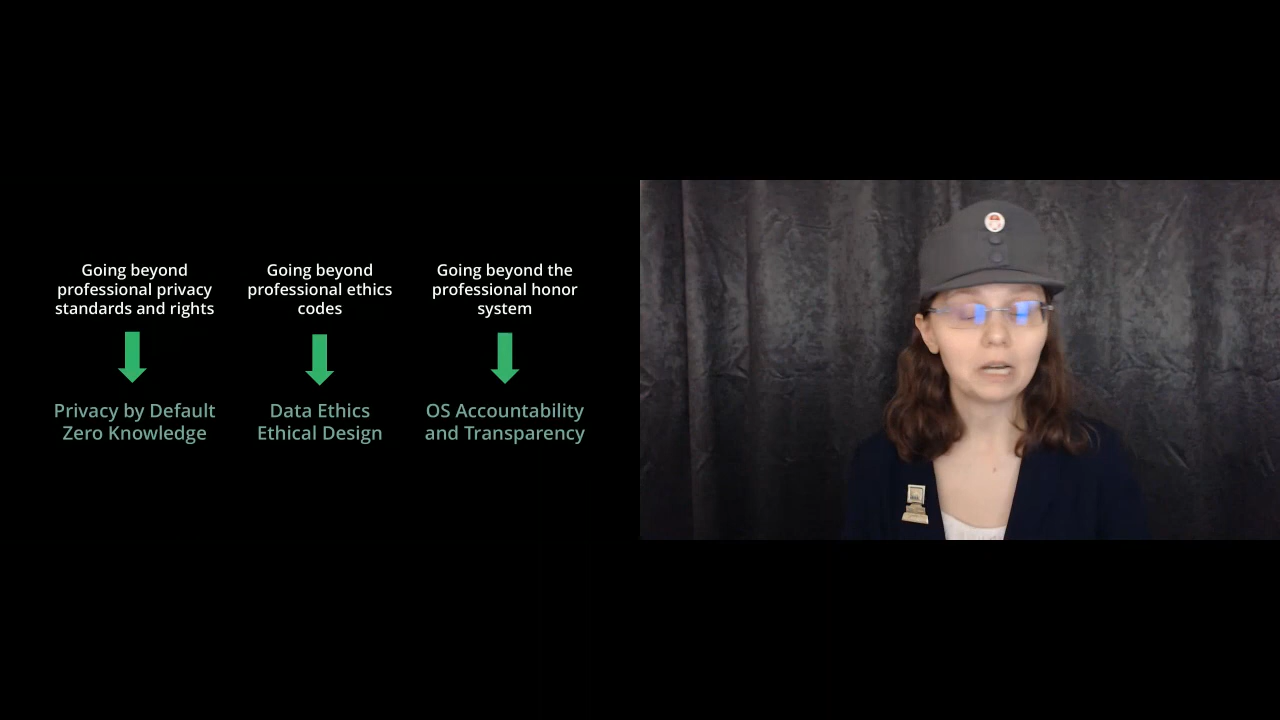 Going beyond
professional privacy
standards and rights
Privacy by Default
Zero Knowledge
Going beyond
professional ethics
codes
Data Ethics
Ethical Design
Going beyond the
professional honor
system
OS Accountability
and Transparency